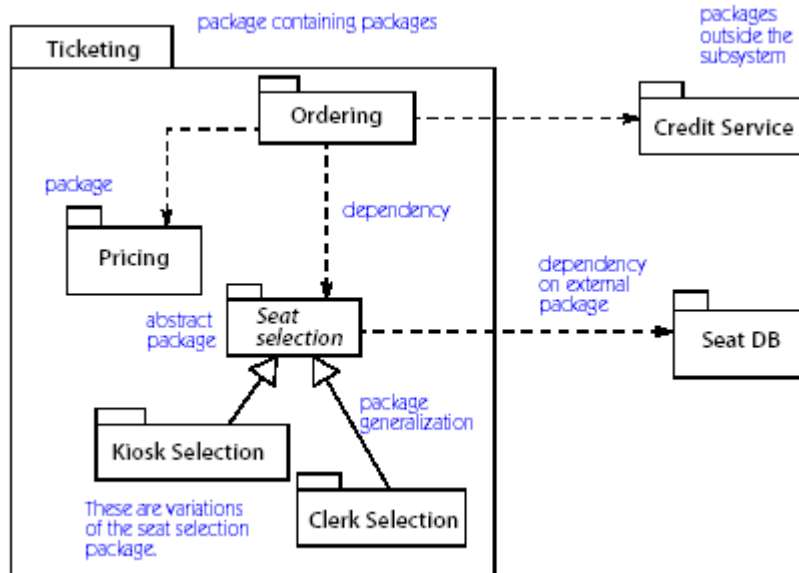 package containing packages
packages
outside the
subsystem
Ticketing
Ordering
Credit Service
package
dependency
Pricing
dependency
on external
package
abstract
package
Seat
selection
Seat DB
package
generalization
Kiosk Selection
These are variations
of the seat selection
package.
Clerk Selection